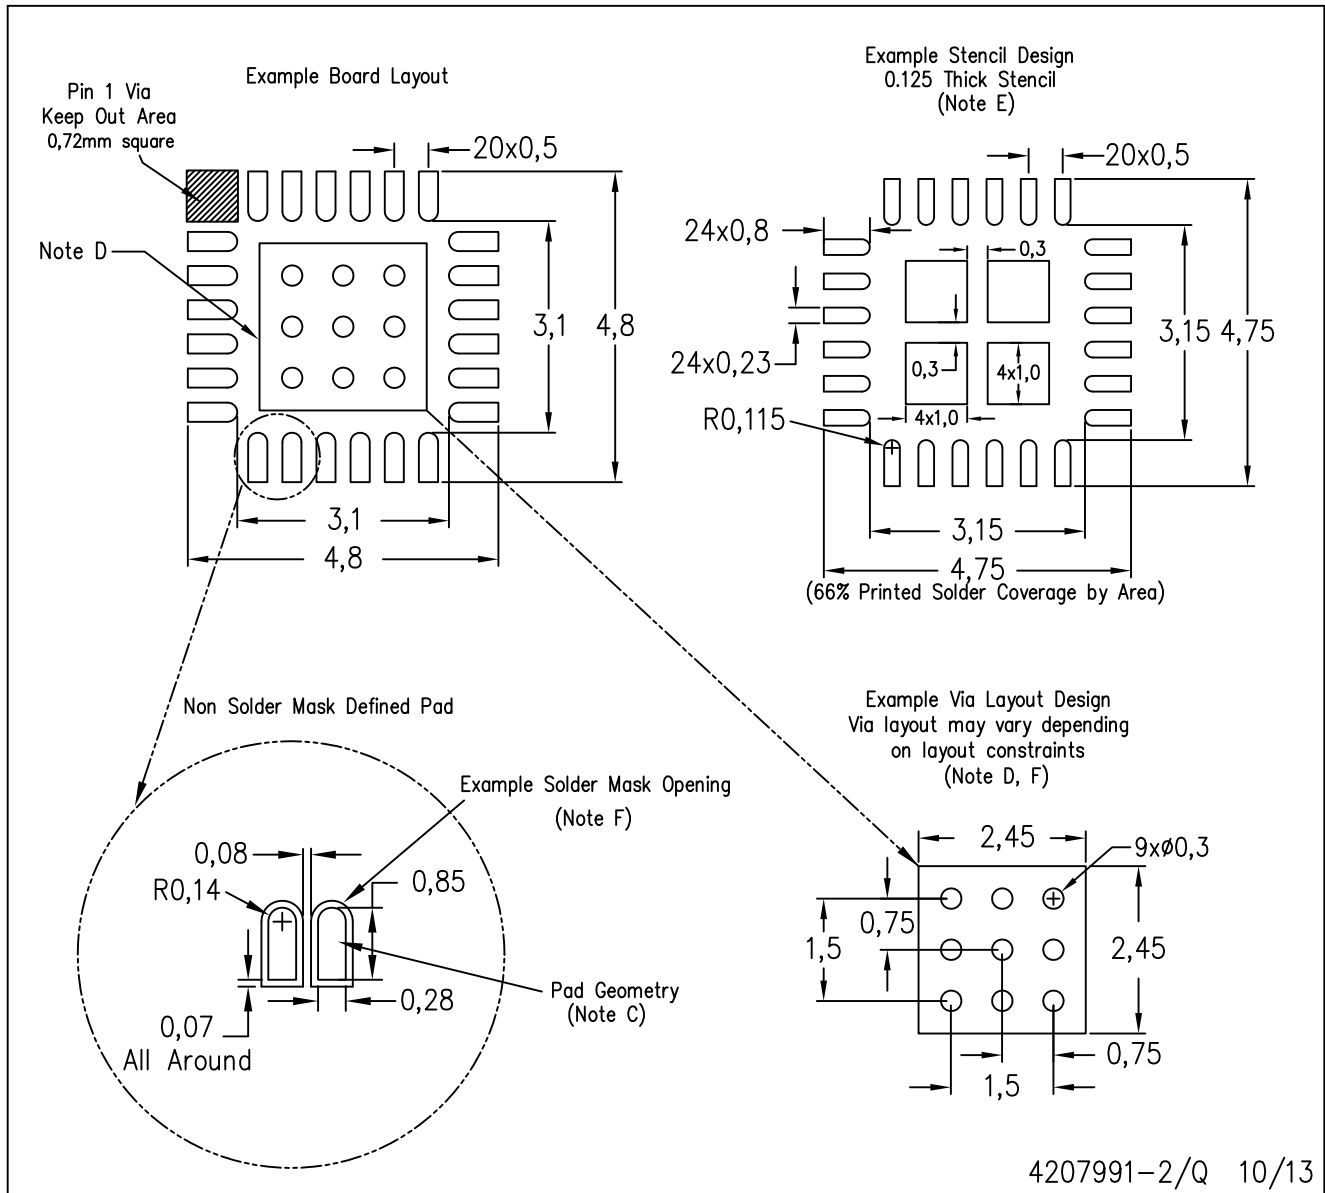 Example Board Layout
Pin 1 Via
Keep Out Area
0,72mm square
20x0,5
Note D
3,1
4,8
3,1
4,8
Example Stencil Design
0.125 Thick Stencil
(Note E)
20x0,5
24x0,8
0,3
3,15
4,75
24x0,23
0,3
4x1,0
4x1,0
R0,115
3,15
4,75
(66% Printed Solder Coverage by Area)
Non Solder Mask Defined Pad
Example Solder Mask Opening
(Note F)
0,08
R0,14
0,85
0,28
Pad Geometry
(Note C)
0,07
All Around
Example Via Layout Design
Via layout may vary depending
on layout constraints
(Note D, F)
2,45
9xø0,3
0,75
1,5
2,45
0,75
1,5
4207991-2/Q 10/13